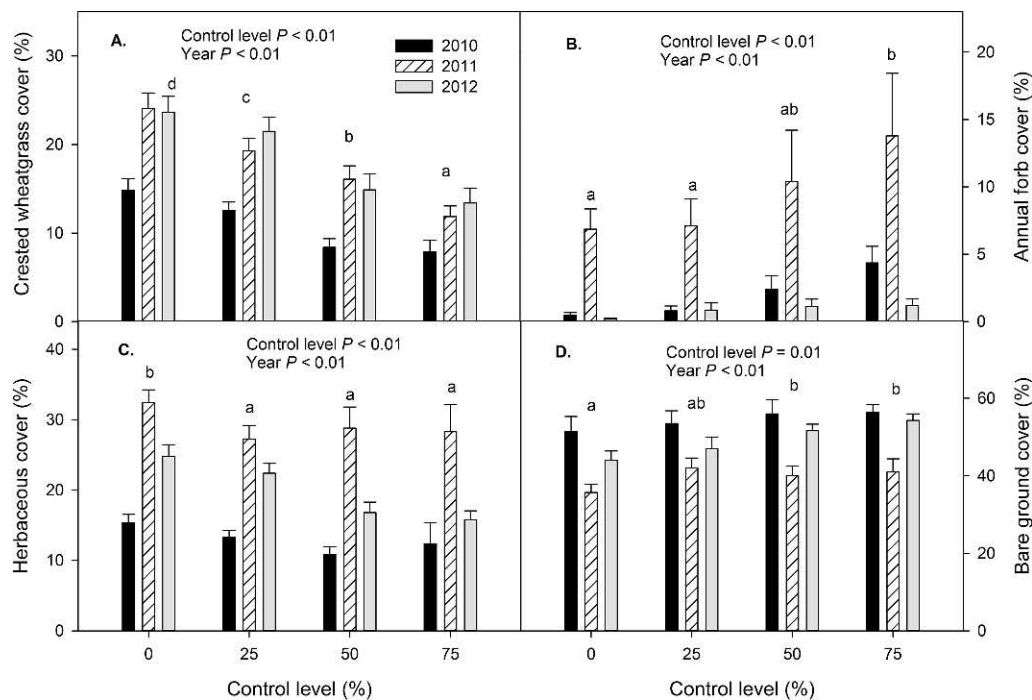 A.
Control level P < 0.01
Year P < 0.01
2010
2011
2012
Crested wheatgrass cover (%)
30
20
10
0
d
c
b
a
B.
Control level P < 0.01
Year P < 0.01
Annual forb cover (%)
20
15
10
5
0
a
a
ab
b
C.
Control level P < 0.01
Year P < 0.01
Herbaceous cover (%)
40
30
20
10
0
b
a
a
a
0
25
50
75
Control level (%)
D.
Control level P = 0.01
Year P < 0.01
Bare ground cover (%)
60
40
20
0
a
ab
b
b
0
25
50
75
Control level (%)